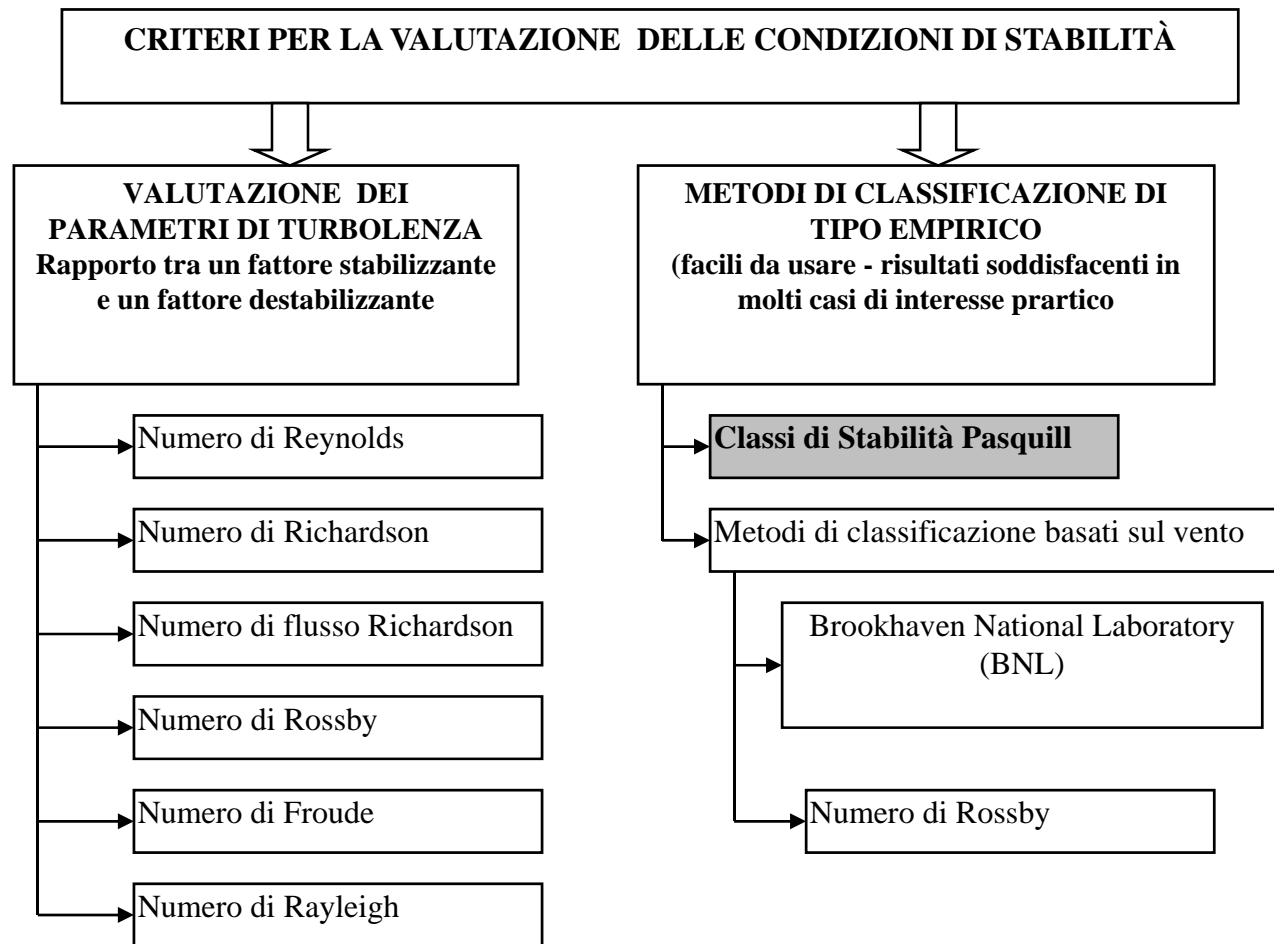 CRITERI PER LA VALUTAZIONE DELLE CONDIZIONI DI STABILITÀ
VALUTAZIONE DEI
PARAMETRI DI TURBOLENZA
Rapporto tra un fattore stabilizzante
e un fattore destabilizzante
Numero di Reynolds
Numero di Richardson
Numero di flusso Richardson
Numero di Rossby
Numero di Froude
Numero di Rayleigh
METODI DI CLASSIFICAZIONE DI
TIPO EMPIRICO
(facili da usare - risultati soddisfacenti in
molti casi di interesse prartico
Classi di Stabilità Pasquill
Metodi di classificazione basati sul vento
Brookhaven National Laboratory
(BNL)
Numero di Rossby